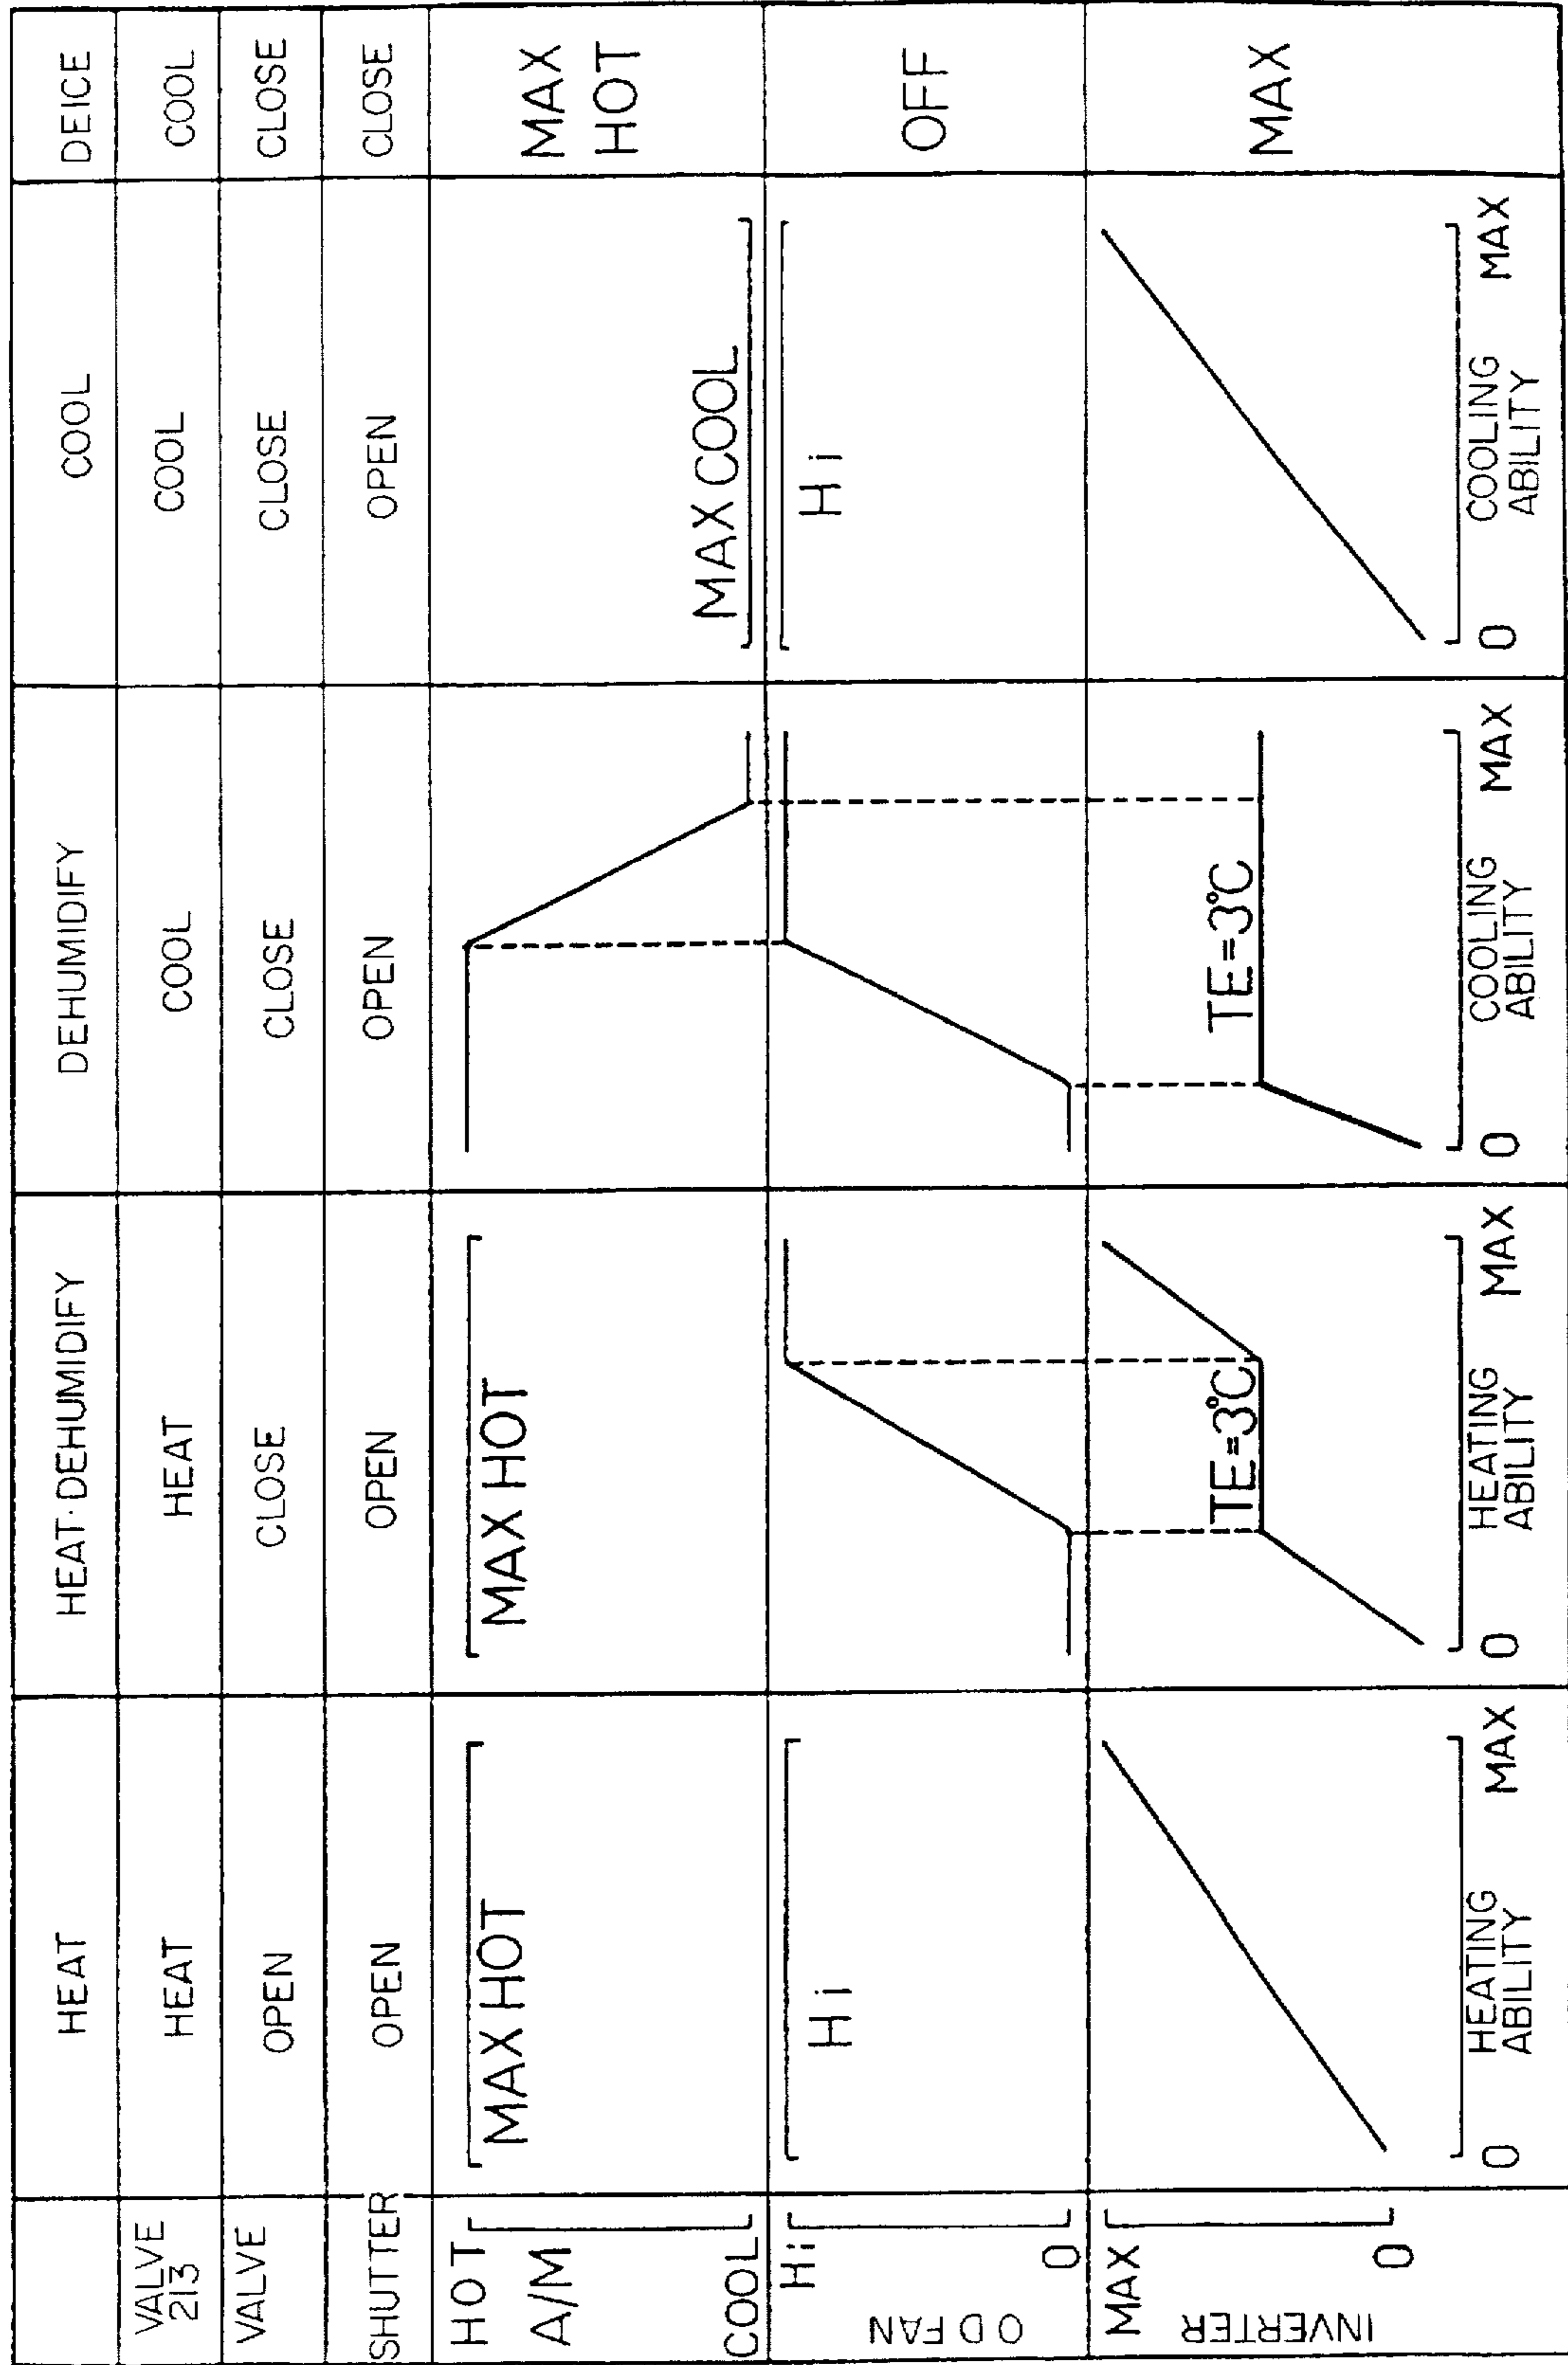 HEAT
HEAT·DEHUMIDIFY
DEHUMIDIFY
COOL
DEICE
VALVE
213
HEAT
HEAT
COOL
COOL
COOL
VALVE
OPEN
CLOSE
CLOSE
CLOSE
CLOSE
SHUTTER
OPEN
OPEN
OPEN
OPEN
CLOSE
HOT
A/M
COOL
MAX HOT
MAX HOT
MAX COOL
MAX
HOT
Hi
OD FAN
0
Hi
Hi
OFF
MAX
INVERTER
0
TE=3°C
TE=3°C
MAX
0
HEATING
ABILITY
MAX
0
HEATING
ABILITY
MAX
0
COOLING
ABILITY
MAX
0
COOLING
ABILITY
MAX